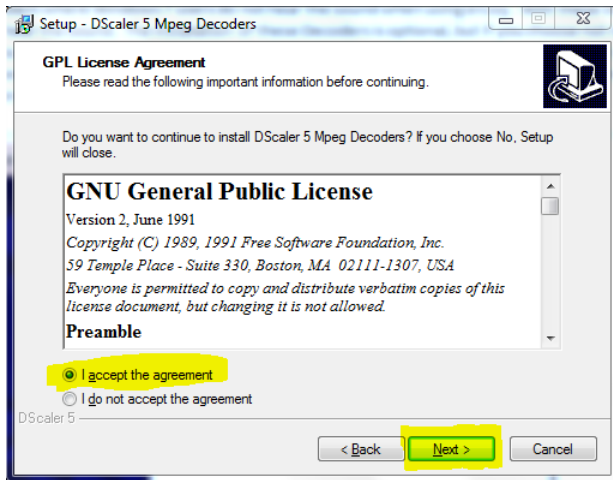 Setup - DScaler 5 Mpeg Decoders
GPL License Agreement
Please read the following important information before continuing.
Do you want to continue to install DScaler 5 Mpeg Decoders? If you choose No, Setup
will close.
GNU General Public License
Version 2, June 1991
Copyright (C) 1989, 1991 Free Software Foundation, Inc.
59 Temple Place - Suite 330, Boston, MA 02111-1307, USA
Everyone is permitted to copy and distribute verbatim copies of this
license document, but changing it is not allowed.
Preamble
I accept the agreement
I do not accept the agreement
DScaler 5
< Back
Next >
Cancel